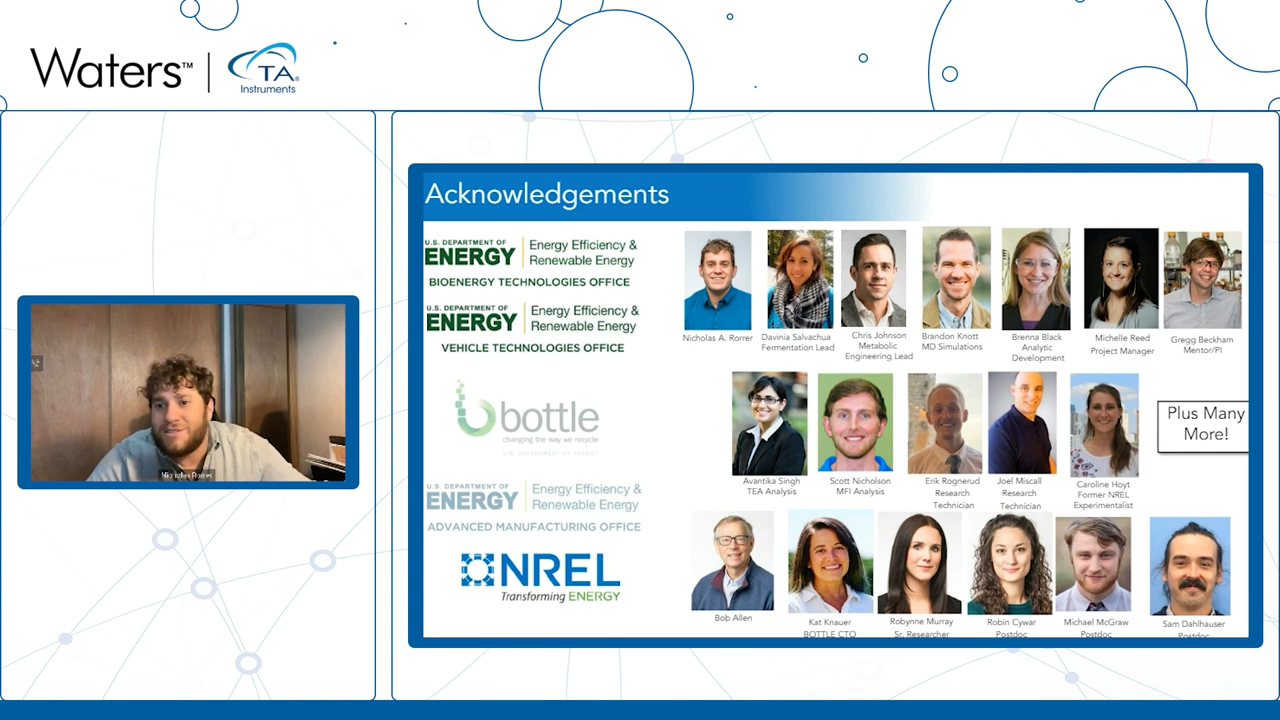 Waters™
TA
Instruments
Acknowledgements
U.S. DEPARTMENT OF
ENERGY
Energy Efficiency &
Renewable Energy
BIOENERGY TECHNOLOGIES OFFICE
U.S. DEPARTMENT OF
ENERGY
Energy Efficiency &
Renewable Energy
VEHICLE TECHNOLOGIES OFFICE
bottle
changing the way we recycle
U.S. DEPARTMENT OF ENERGY
U.S. DEPARTMENT OF
ENERGY
Energy Efficiency &
Renewable Energy
ADVANCED MANUFACTURING OFFICE
NREL
Transforming ENERGY
Nicholas A. Rorrer
Davinia Salvachua
Fermentation Lead
Chris Johnson
Metabolic
Engineering Lead
Brandon Knott
MD Simulations
Brenna Black
Analytic
Development
Michelle Reed
Project Manager
Gregg Beckham
Mentor/PI
Avantika Singh
TEA Analysis
Scott Nicholson
MFI Analysis
Erik Rognerud
Research
Technician
Joel Miscall
Research
Technician
Caroline Hoyt
Former NREL
Experimentalist
Plus Many
More!
Bob Allen
Kat Knauer
BOTTLE CTO
Robynne Murray
Sr. Researcher
Robin Cywar
Postdoc
Michael McGraw
Postdoc
Sam Dahlhauser
Postdoc
Nicholas Rorrer